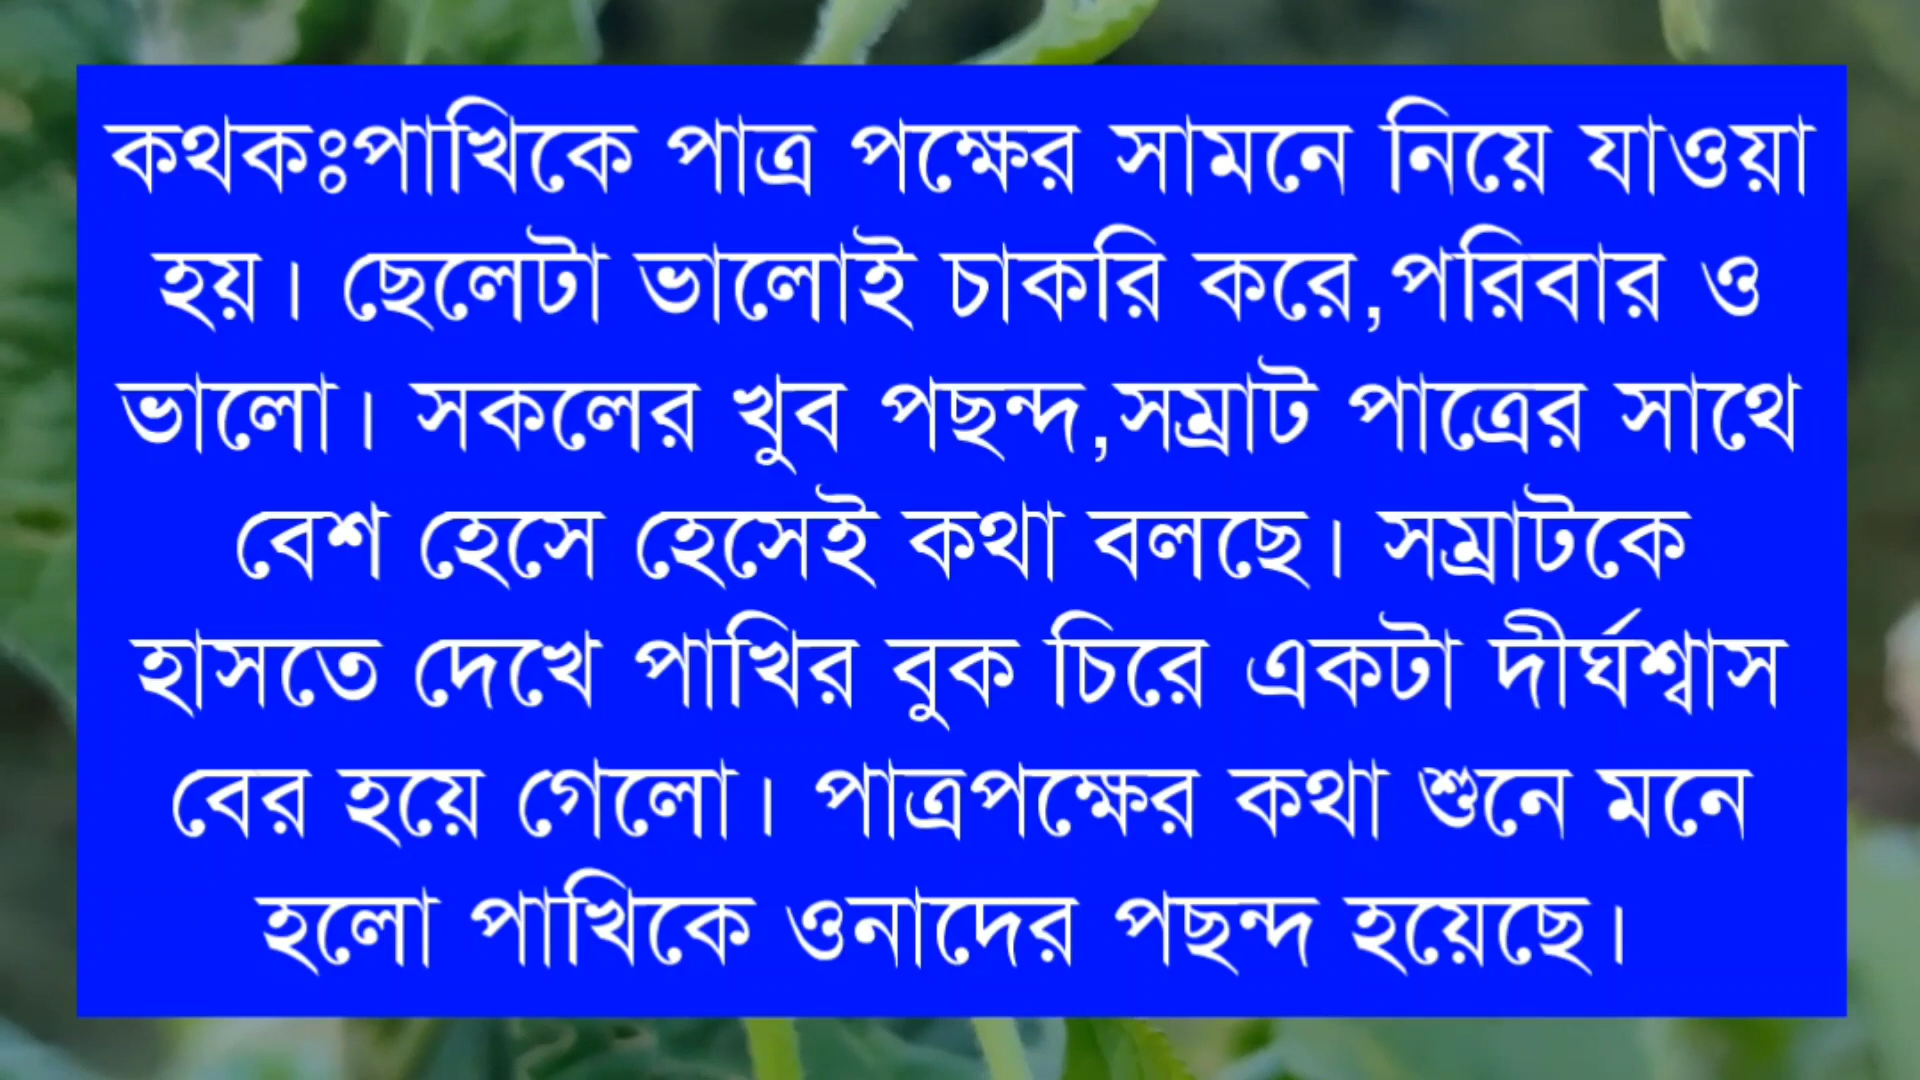 কথকঃপাখিকে পাত্র পক্ষের সামনে নিয়ে যাওয়া
হয়। ছেলেটা ভালোই চাকরি করে,পরিবার ও
ভালো। সকলের খুব পছন্দ,সম্রাট পাত্রের সাথে
বেশ হেসে হেসেই কথা বলছে। সম্রাটকে
হাসতে দেখে পাখির বুক চিরে একটা দীর্ঘশ্বাস
বের হয়ে গেলো। পাত্রপক্ষের কথা শুনে মনে
হলো পাখিকে ওনাদের পছন্দ হয়েছে।